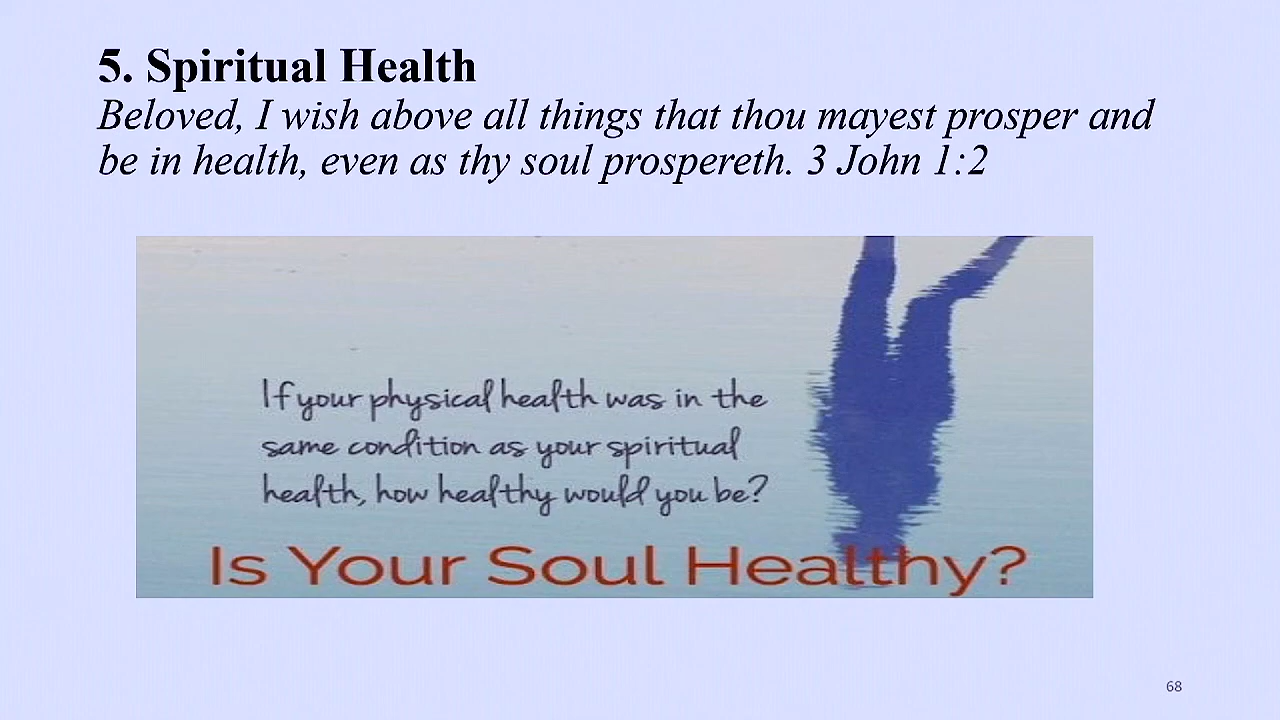 5. Spiritual Health
Beloved, I wish above all things that thou mayest prosper and
be in health, even as thy soul prospereth. 3 John 1:2
If your physical health was in the
same condition as your spiritual
health, how healthy would you be?
Is Your Soul Healthy?
68